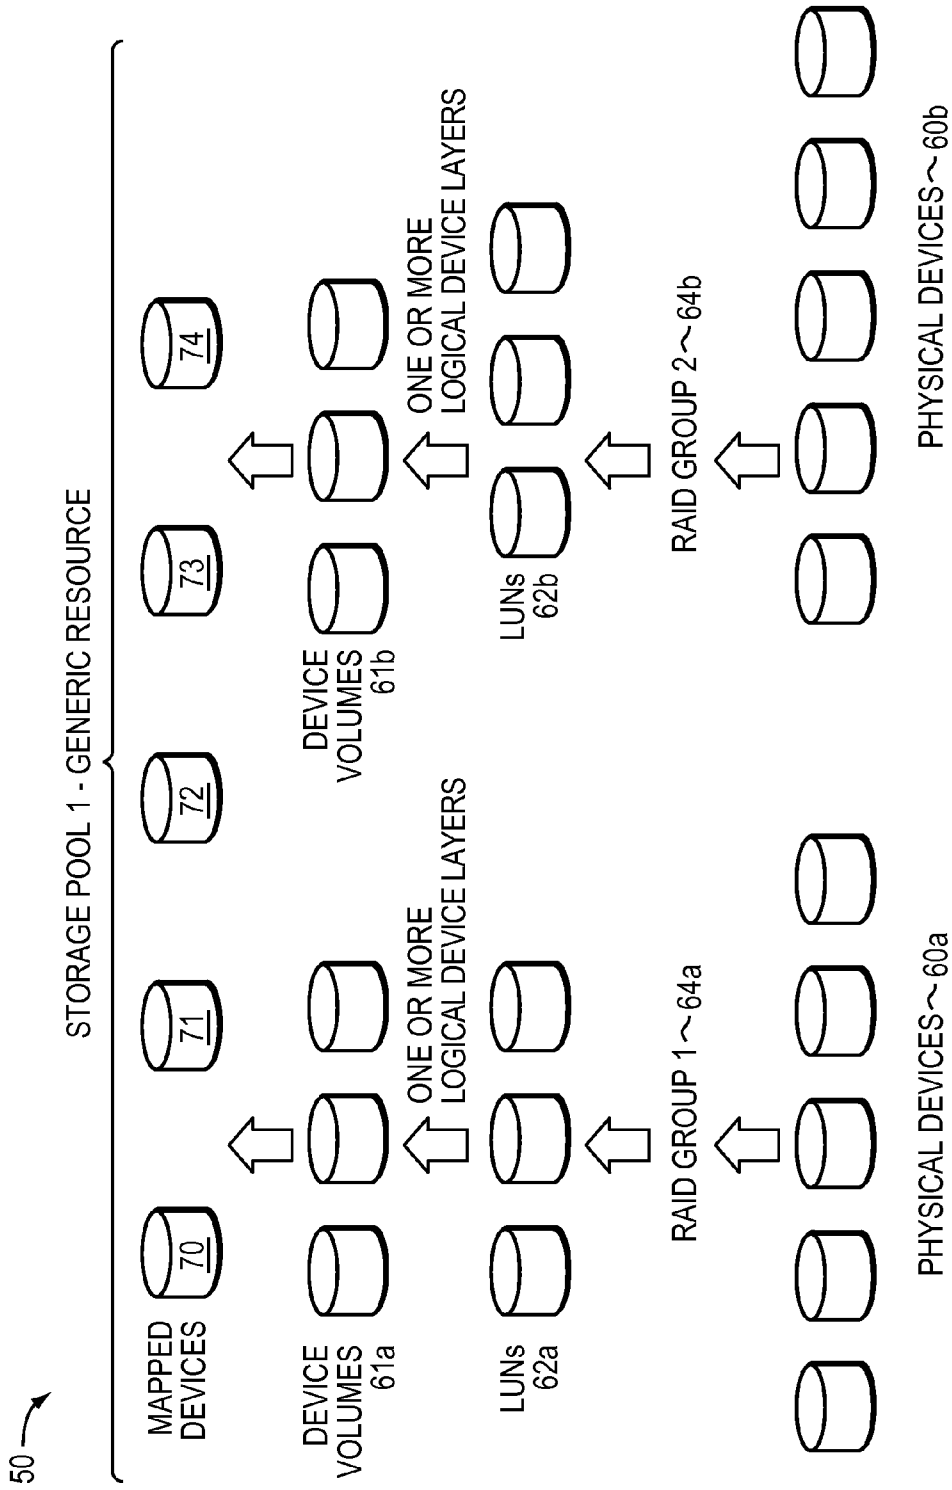 50
STORAGE POOL 1 - GENERIC RESOURCE
MAPPED
DEVICES
70
71
72
73
74
DEVICE
VOLUMES
61a
DEVICE
VOLUMES
61b
ONE OR MORE
LOGICAL DEVICE LAYERS
ONE OR MORE
LOGICAL DEVICE LAYERS
LUNs
62a
LUNs
62b
RAID GROUP 1~64a
RAID GROUP 2~64b
PHYSICAL DEVICES~60a
PHYSICAL DEVICES~60b